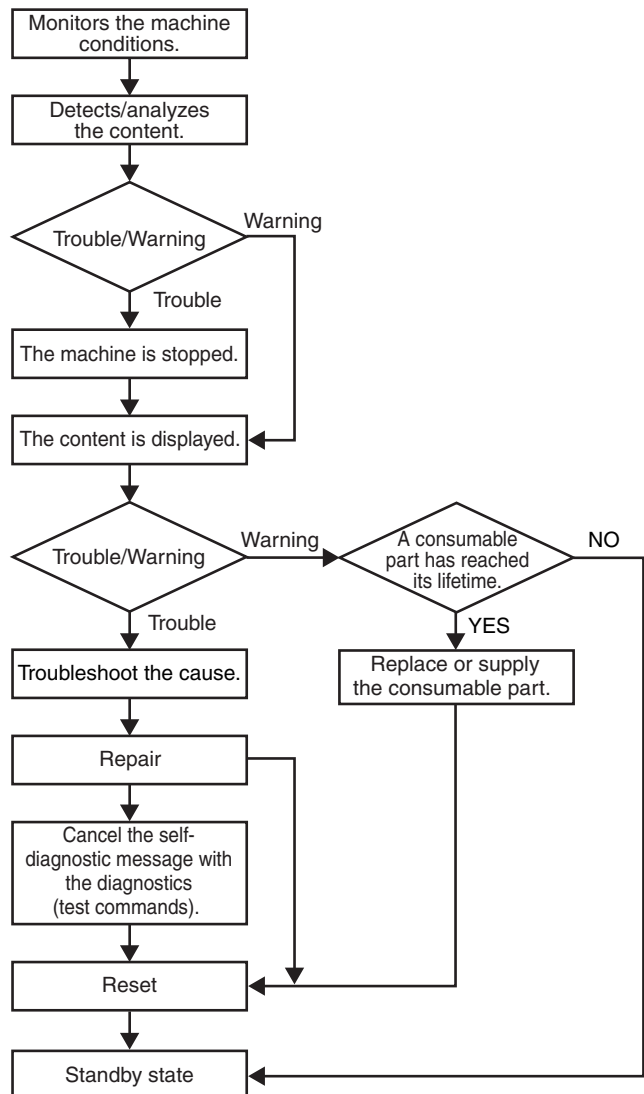 Monitors the machine
conditions.
Detects/analyzes
the content.
Trouble/Warning
Warning
Trouble
The machine is stopped.
The content is displayed.
Trouble/Warning
Warning
A consumable
part has reached
its lifetime.
NO
Trouble
YES
Troubleshoot the cause.
Replace or supply
the consumable part.
Repair
Cancel the self-
diagnostic message with
the diagnostics
(test commands).
Reset
Standby state